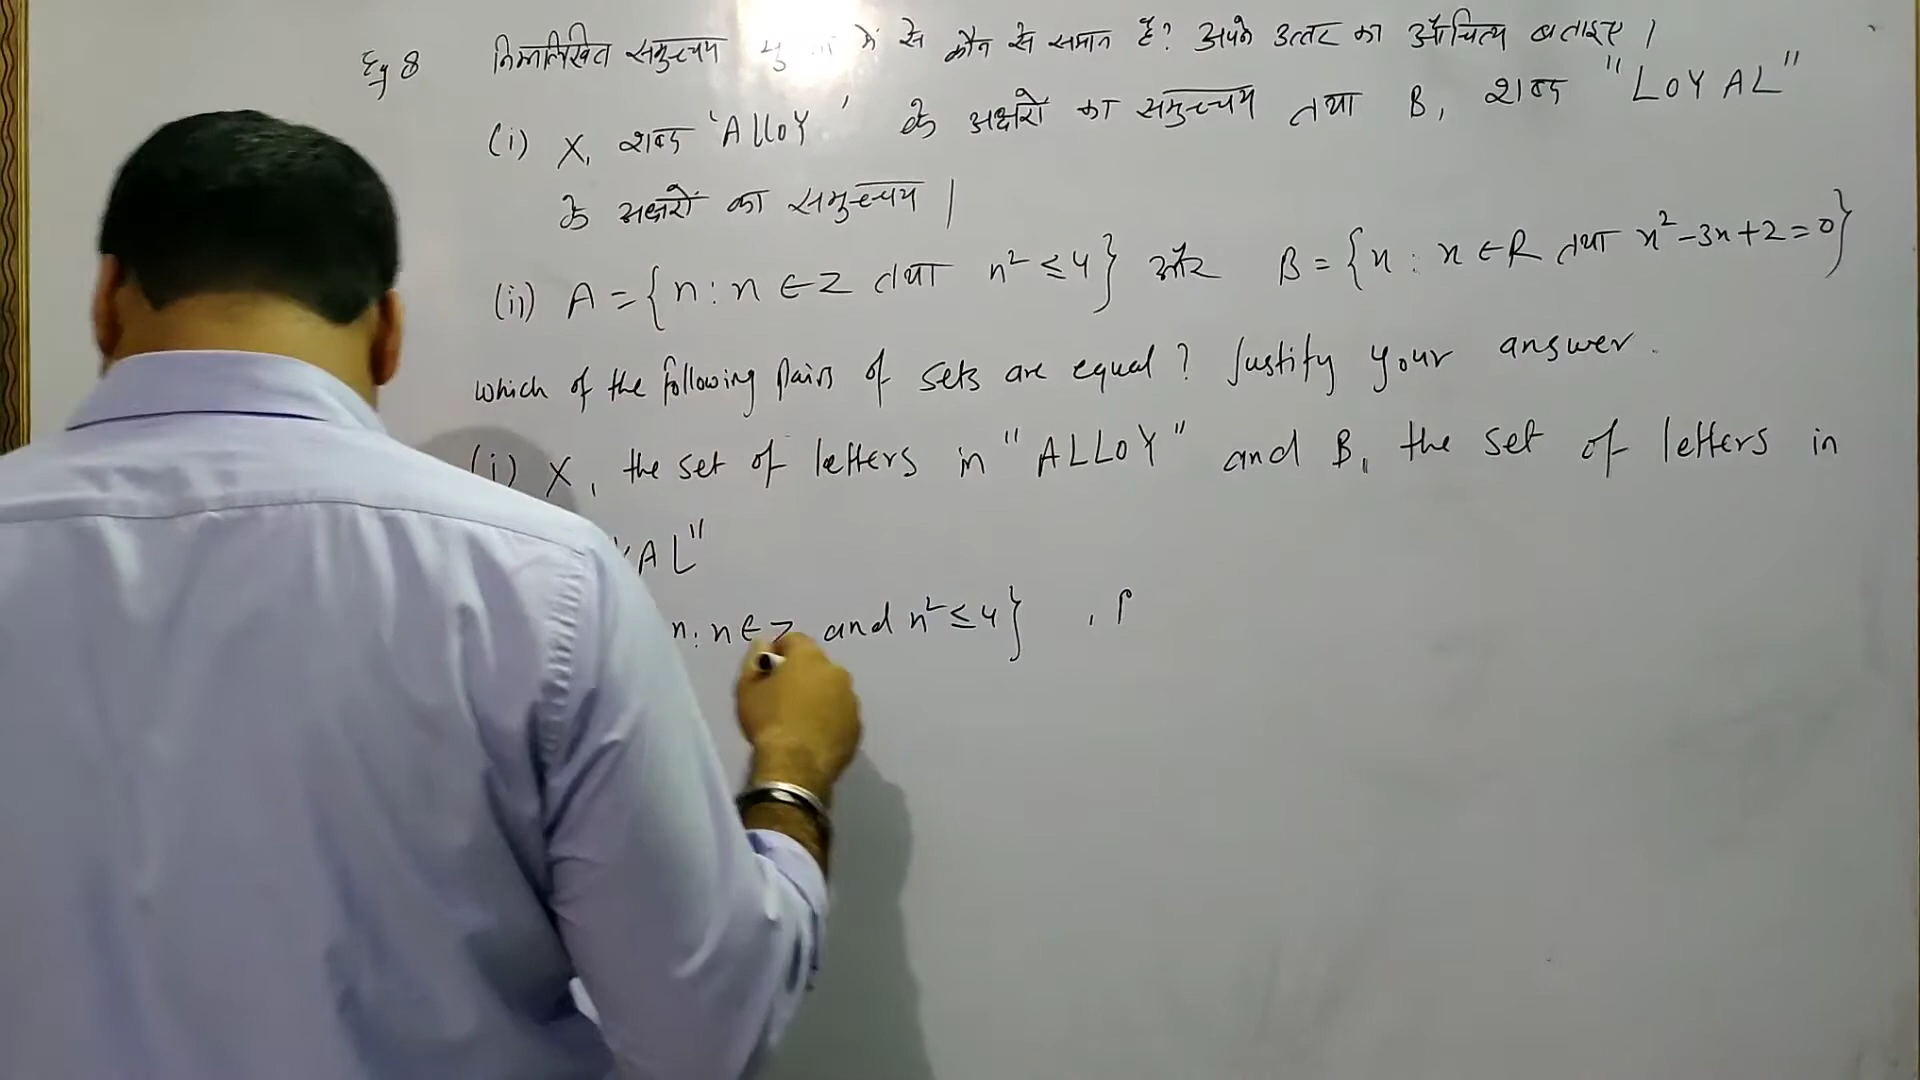 Eg 8 निम्नलिखित समुच्चय में से कौन से समान है? अपने उत्तर का औचित्य बताइए।
(i) X, शब्द 'ALLOY' के अक्षरों का समुच्चय तथा B, शब्द "LOYAL"
के अक्षरों का समुच्चय।
(ii) A = {n : n ∈ Z तथा n² ≤ 4} और B = {x : x ∈ R तथा x² - 3x + 2 = 0}
Which of the following pairs of sets are equal? Justify your answer.
(i) X, the set of letters in "ALLOY" and B, the set of letters in
AL"
n : n ∈ Z and n² ≤ 4} ,